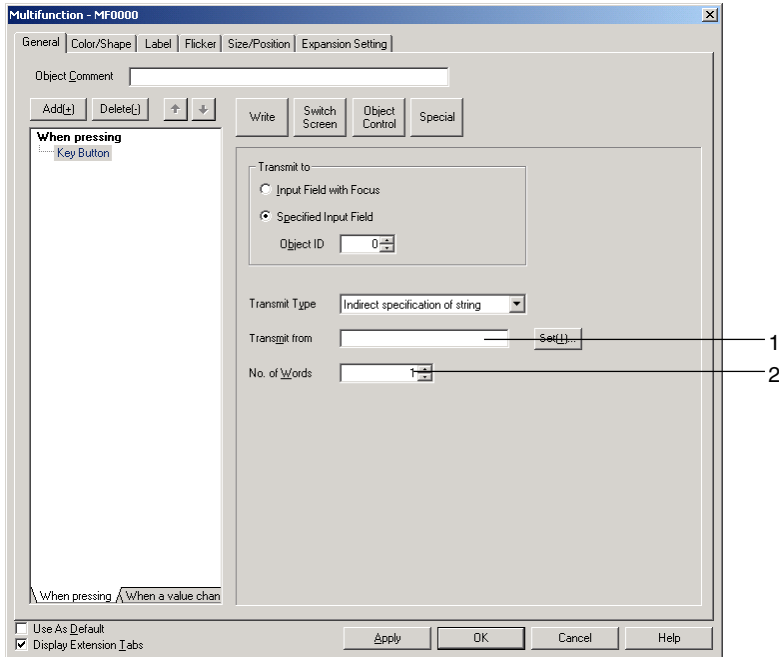 Multifunction - MF0000
General Color/Shape Label Flicker Size/Position Expansion Setting
Object Comment
Add(+) Delete(-)
Write Switch Screen Object Control Special
When pressing
Key Button
Transmit to
Input Field with Focus
Specified Input Field
Object ID 0
Transmit Type Indirect specification of string
Transmit from Set(I)... 1
No. of Words 1 2
When pressing When a value chan
Use As Default
Display Extension Tabs
Apply OK Cancel Help